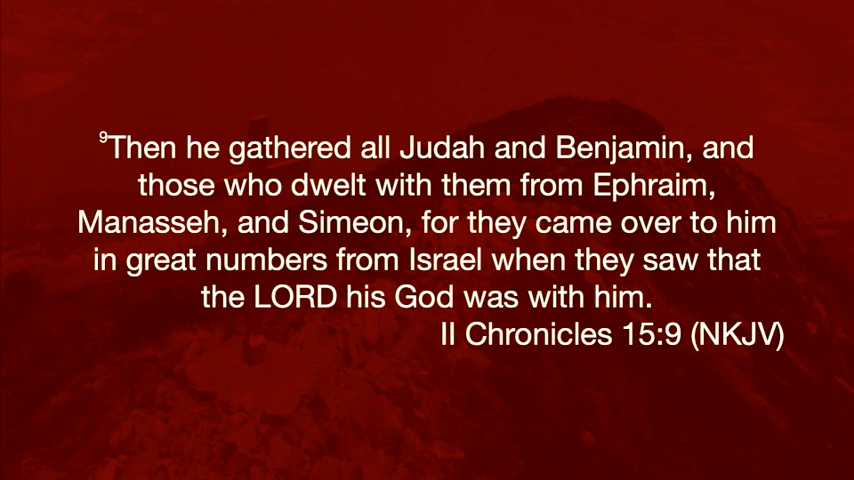 ⁹Then he gathered all Judah and Benjamin, and
those who dwelt with them from Ephraim,
Manasseh, and Simeon, for they came over to him
in great numbers from Israel when they saw that
the LORD his God was with him.
II Chronicles 15:9 (NKJV)